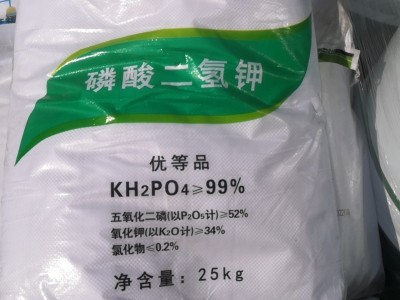 磷酸二氢钾
优等品
KH2PO4≥99%
五氧化二磷(以P2O5计)≥52%
氧化钾(以K2O计)≥34%
氯化物≤0.2%
净含量：25kg